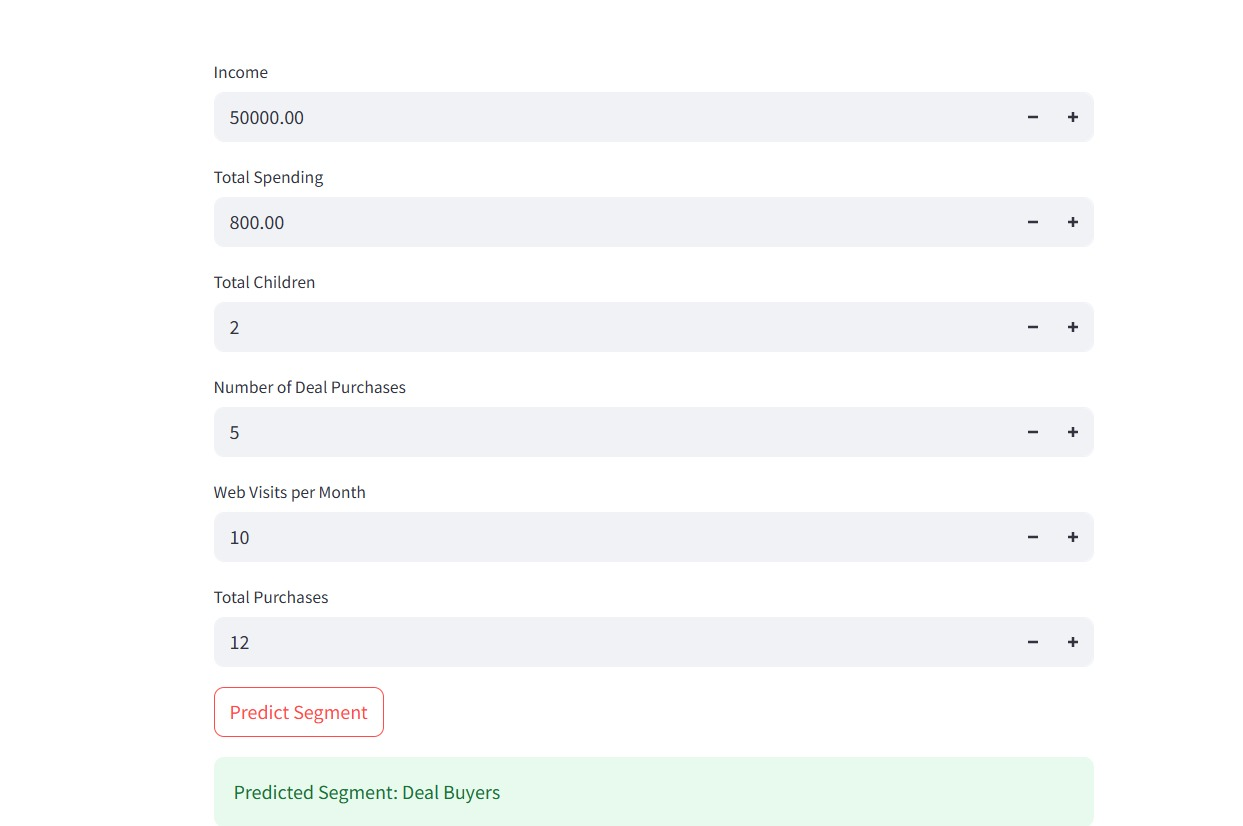 Income
50000.00
Total Spending
800.00
Total Children
2
Number of Deal Purchases
5
Web Visits per Month
10
Total Purchases
12
Predict Segment
Predicted Segment: Deal Buyers